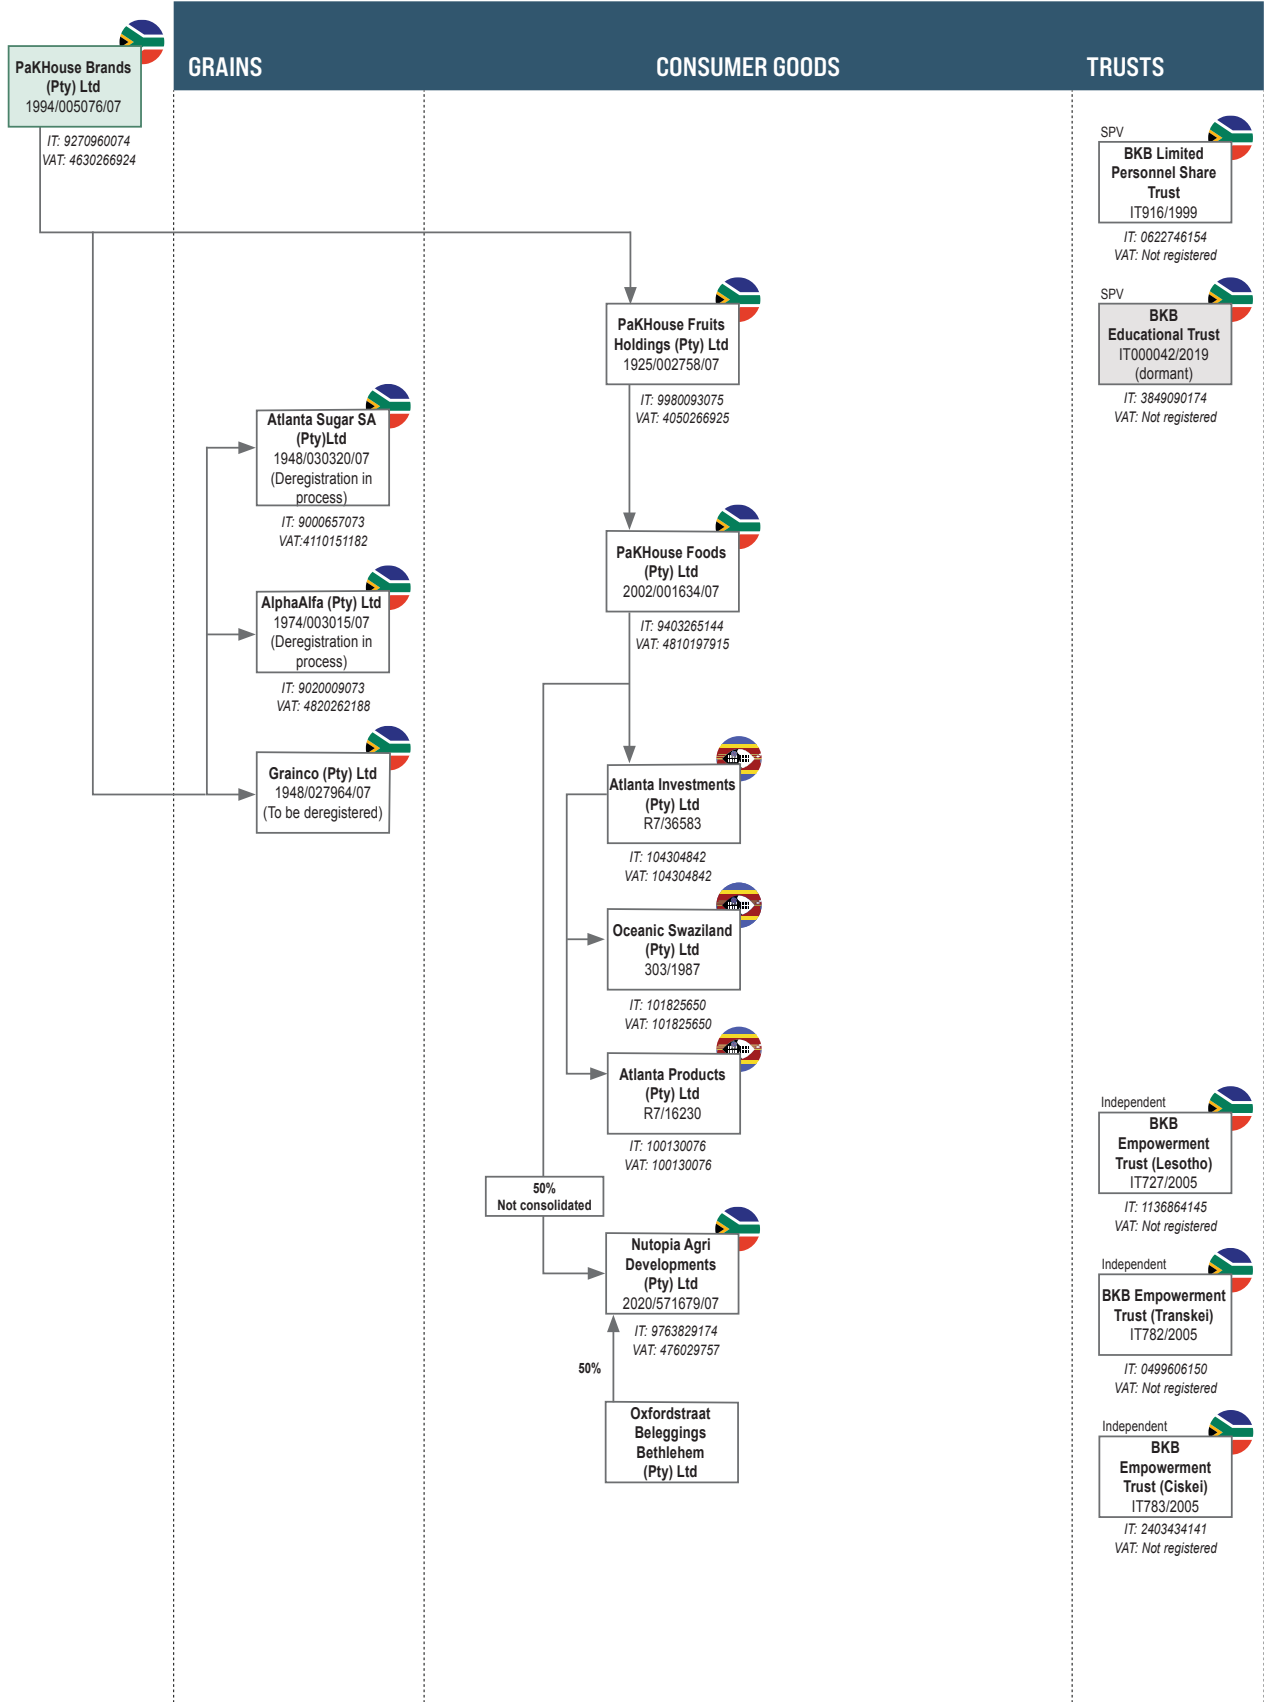 GRAINS
CONSUMER GOODS
TRUSTS
PaKHouse Brands
(Pty) Ltd
1994/005076/07
IT: 9270960074
VAT: 4630266924
Atlanta Sugar SA
(Pty)Ltd
1948/030320/07
(Deregistration in
process)
IT: 9000657073
VAT:4110151182
AlphaAlfa (Pty) Ltd
1974/003015/07
(Deregistration in
process)
IT: 9020009073
VAT: 4820262188
Grainco (Pty) Ltd
1948/027964/07
(To be deregistered)
PaKHouse Fruits
Holdings (Pty) Ltd
1925/002758/07
IT: 9980093075
VAT: 4050266925
PaKHouse Foods
(Pty) Ltd
2002/001634/07
IT: 9403265144
VAT: 4810197915
Atlanta Investments
(Pty) Ltd
R7/36583
IT: 104304842
VAT: 104304842
Oceanic Swaziland
(Pty) Ltd
303/1987
IT: 101825650
VAT: 101825650
Atlanta Products
(Pty) Ltd
R7/16230
IT: 100130076
VAT: 100130076
50%
Not consolidated
Nutopia Agri
Developments
(Pty) Ltd
2020/571679/07
IT: 9763829174
VAT: 476029757
50%
Oxfordstraat
Beleggings
Bethlehem
(Pty) Ltd
SPV
BKB Limited
Personnel Share
Trust
IT916/1999
IT: 0622746154
VAT: Not registered
SPV
BKB
Educational Trust
IT000042/2019
(dormant)
IT: 3849090174
VAT: Not registered
Independent
BKB
Empowerment
Trust (Lesotho)
IT727/2005
IT: 1136864145
VAT: Not registered
Independent
BKB Empowerment
Trust (Transkei)
IT782/2005
IT: 0499606150
VAT: Not registered
Independent
BKB
Empowerment
Trust (Ciskei)
IT783/2005
IT: 2403434141
VAT: Not registered